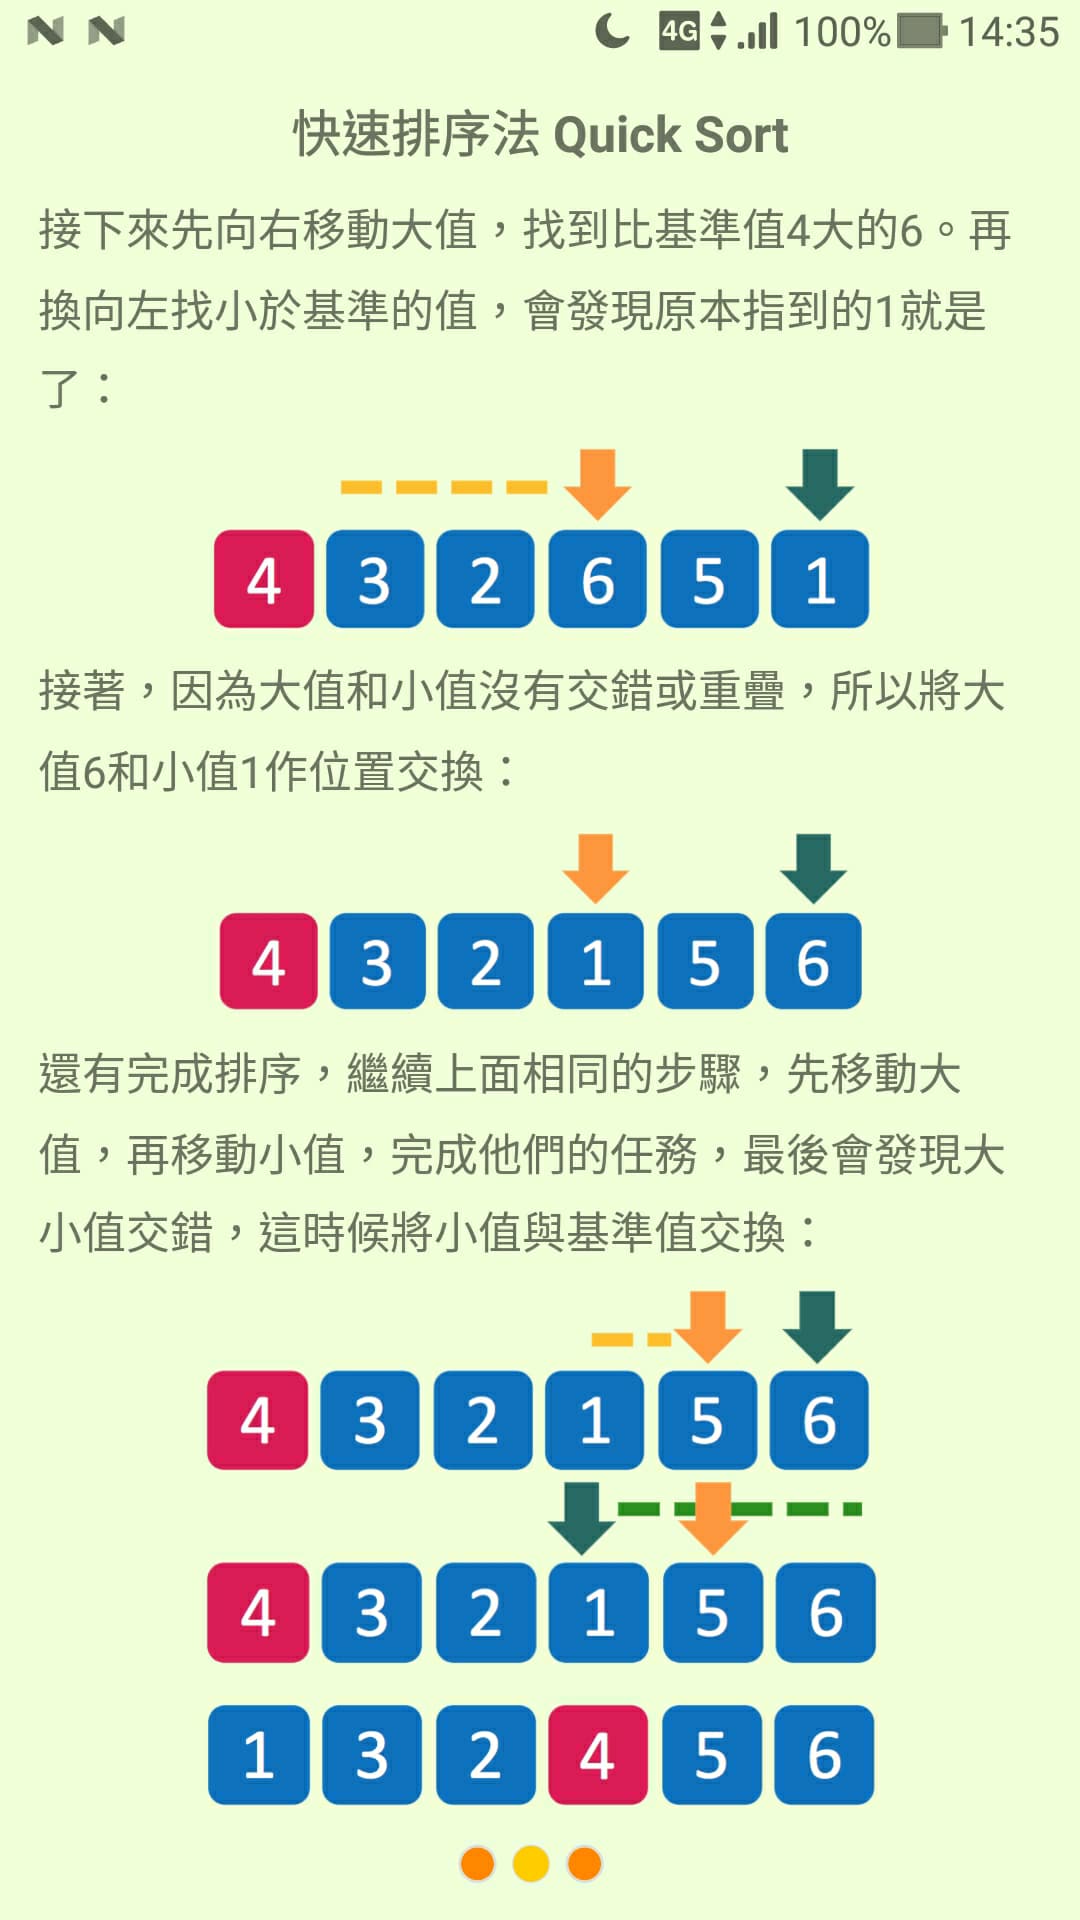 4G 100% 14:35
快速排序法 Quick Sort
接下來先向右移動大值，找到比基準值4大的6。再
換向左找小於基準的值，會發現原本指到的1就是
了：
4 3 2 6 5 1
接著，因為大值和小值沒有交錯或重疊，所以將大
值6和小值1作位置交換：
4 3 2 1 5 6
還有完成排序，繼續上面相同的步驟，先移動大
值，再移動小值，完成他們的任務，最後會發現大
小值交錯，這時候將小值與基準值交換：
4 3 2 1 5 6
4 3 2 1 5 6
1 3 2 4 5 6